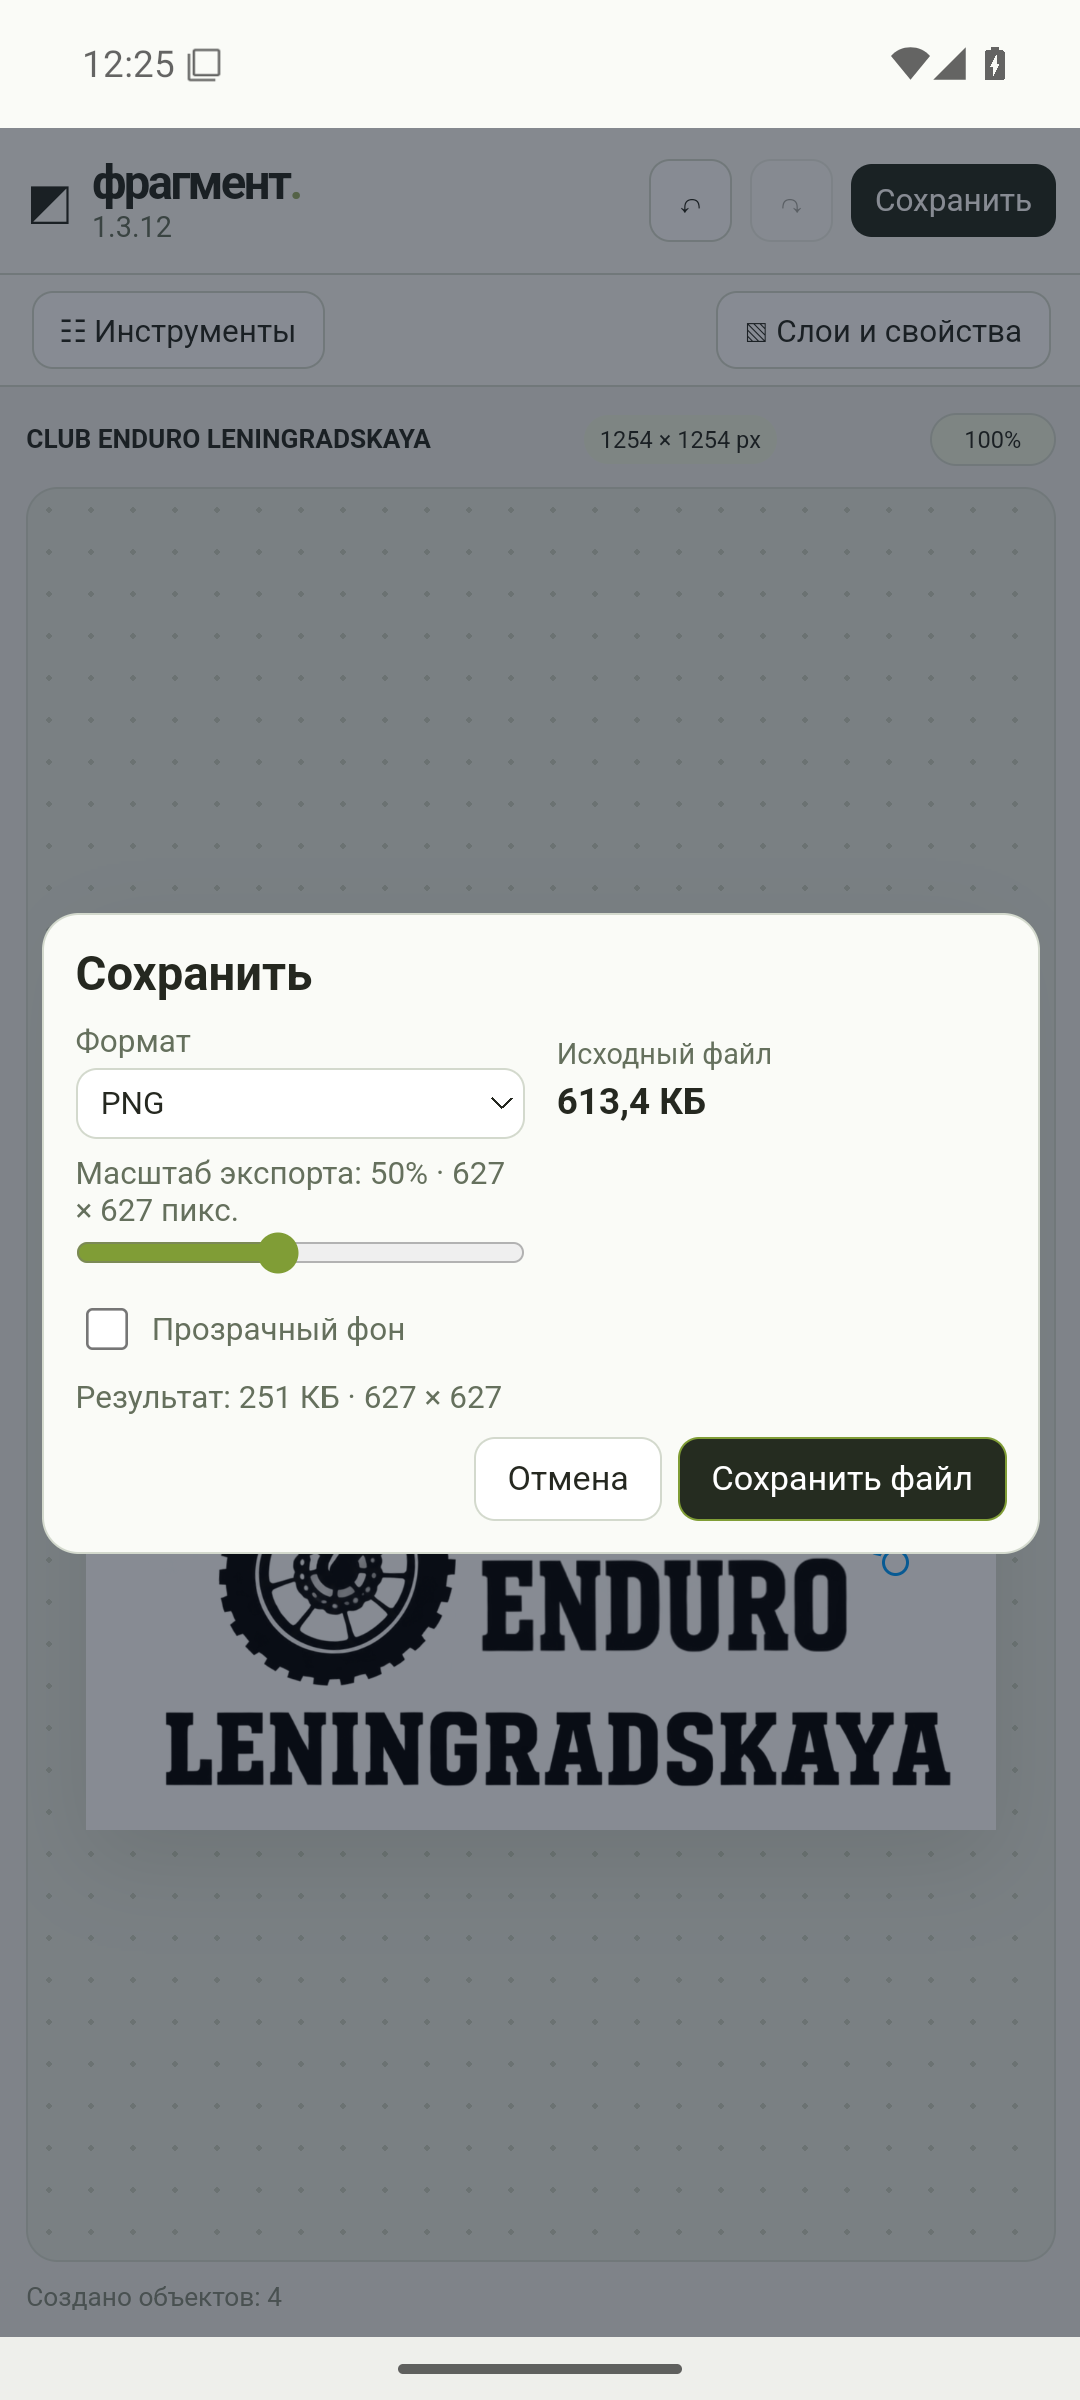 12:25
фрагмент.
1.3.12
Сохранить
Инструменты
Слои и свойства
CLUB ENDURO LENINGRADSKAYA
1254 × 1254 px
100%
Сохранить
Формат
Исходный файл
PNG
613,4 КБ
Масштаб экспорта: 50% · 627
× 627 пикс.
Прозрачный фон
Результат: 251 КБ · 627 × 627
Отмена
Сохранить файл
ENDURO
LENINGRADSKAYA
Создано объектов: 4